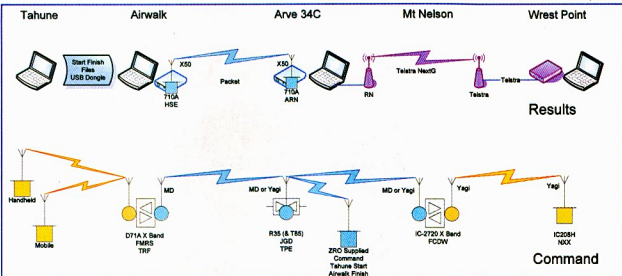 Tahune
Airwalk
Arve 34C
Mt Nelson
Wrest Point
Start Finish
Files
USB Dongle
X50
Packet
X50
Telstra NextG
Telstra
710A
HSE
710A
ARN
RN
Telstra
Results
Handheld
Mobile
MD
MD or Yagi
MD or Yagi
Yagi
Yagi
D71A X Band
FMRS
TRF
R35 (& T85)
JGD
TPE
ZRO Supplied
Command
Tahune Start
Airwalk Finish
IC-2720 X Band
FCDW
IC208H
NXX
Command